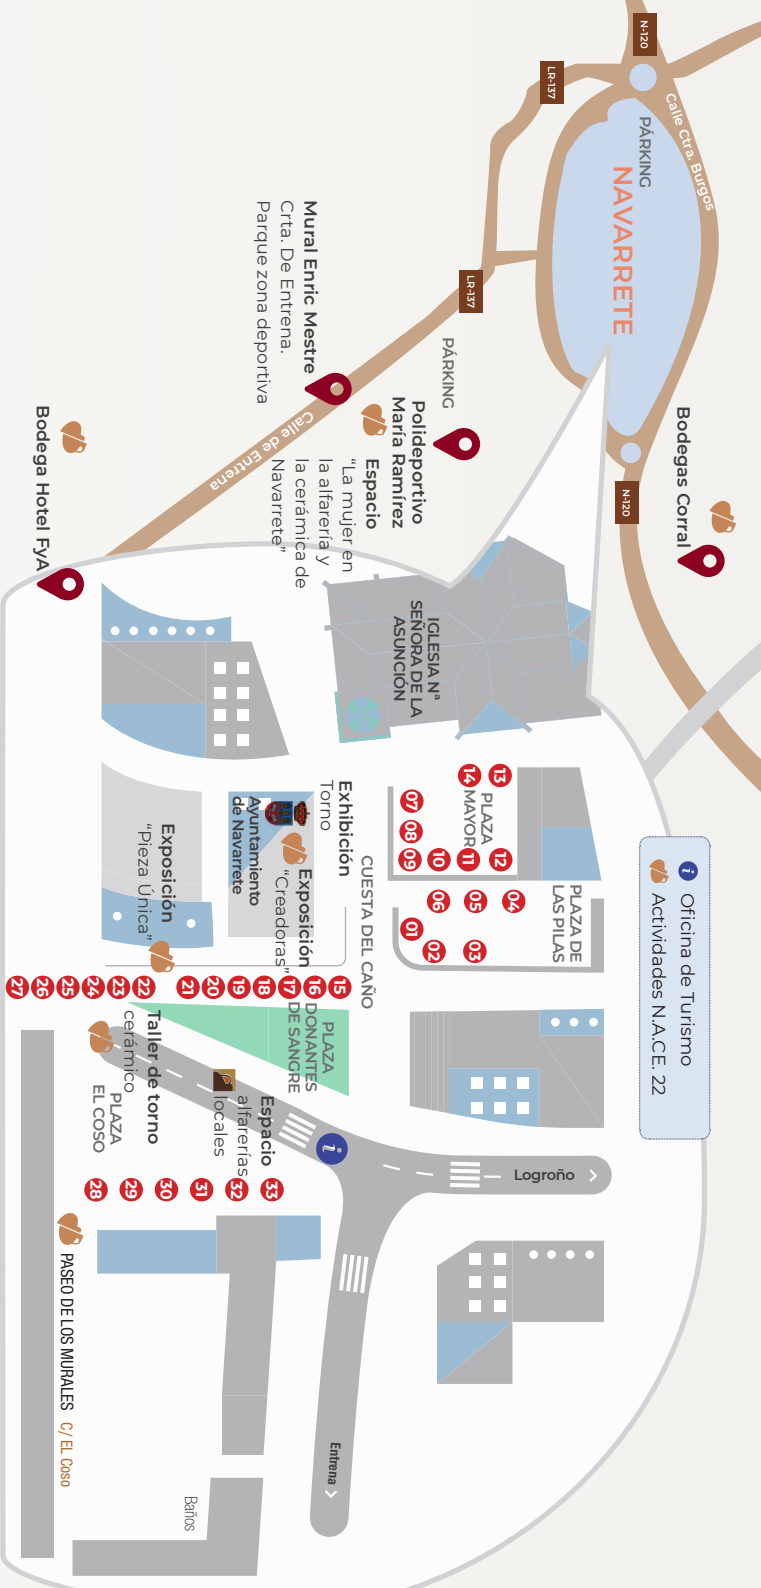 N-120
LR-137
Calle Ctra. Burgos
PÁRKING
NAVARRETE
LR-137
N-120
Bodegas Corral
Mural Enric Mestre
Crta. De Entrena.
Parque zona deportiva
PÁRKING
Polideportivo
María Ramírez
Espacio
“La mujer en
la alfarería y
la cerámica de
Navarrete”
Calle de Entrena
Bodega Hotel FyA
IGLESIA Nª
SEÑORA DE LA
ASUNCIÓN
Oficina de Turismo
Actividades N.A.C.E. 22
13
14
PLAZA
MAYOR
07
08
09
10
11
12
PLAZA DE
LAS PILAS
04
05
06
01
02
03
Exhibición
Torno
CUESTA DEL CAÑO
Ayuntamiento
de Navarrete
Exposición
“Creadoras”
Exposición
“Pieza Única”
15
16
17
18
19
20
21
22
23
24
25
26
27
PLAZA
DONANTES
DE SANGRE
Taller de torno
cerámico
Espacio
alfarerías
locales
PLAZA
EL COSO
Logroño
33
32
31
30
29
28
PASEO DE LOS MURALES C/ EL Coso
Entrena
Baños